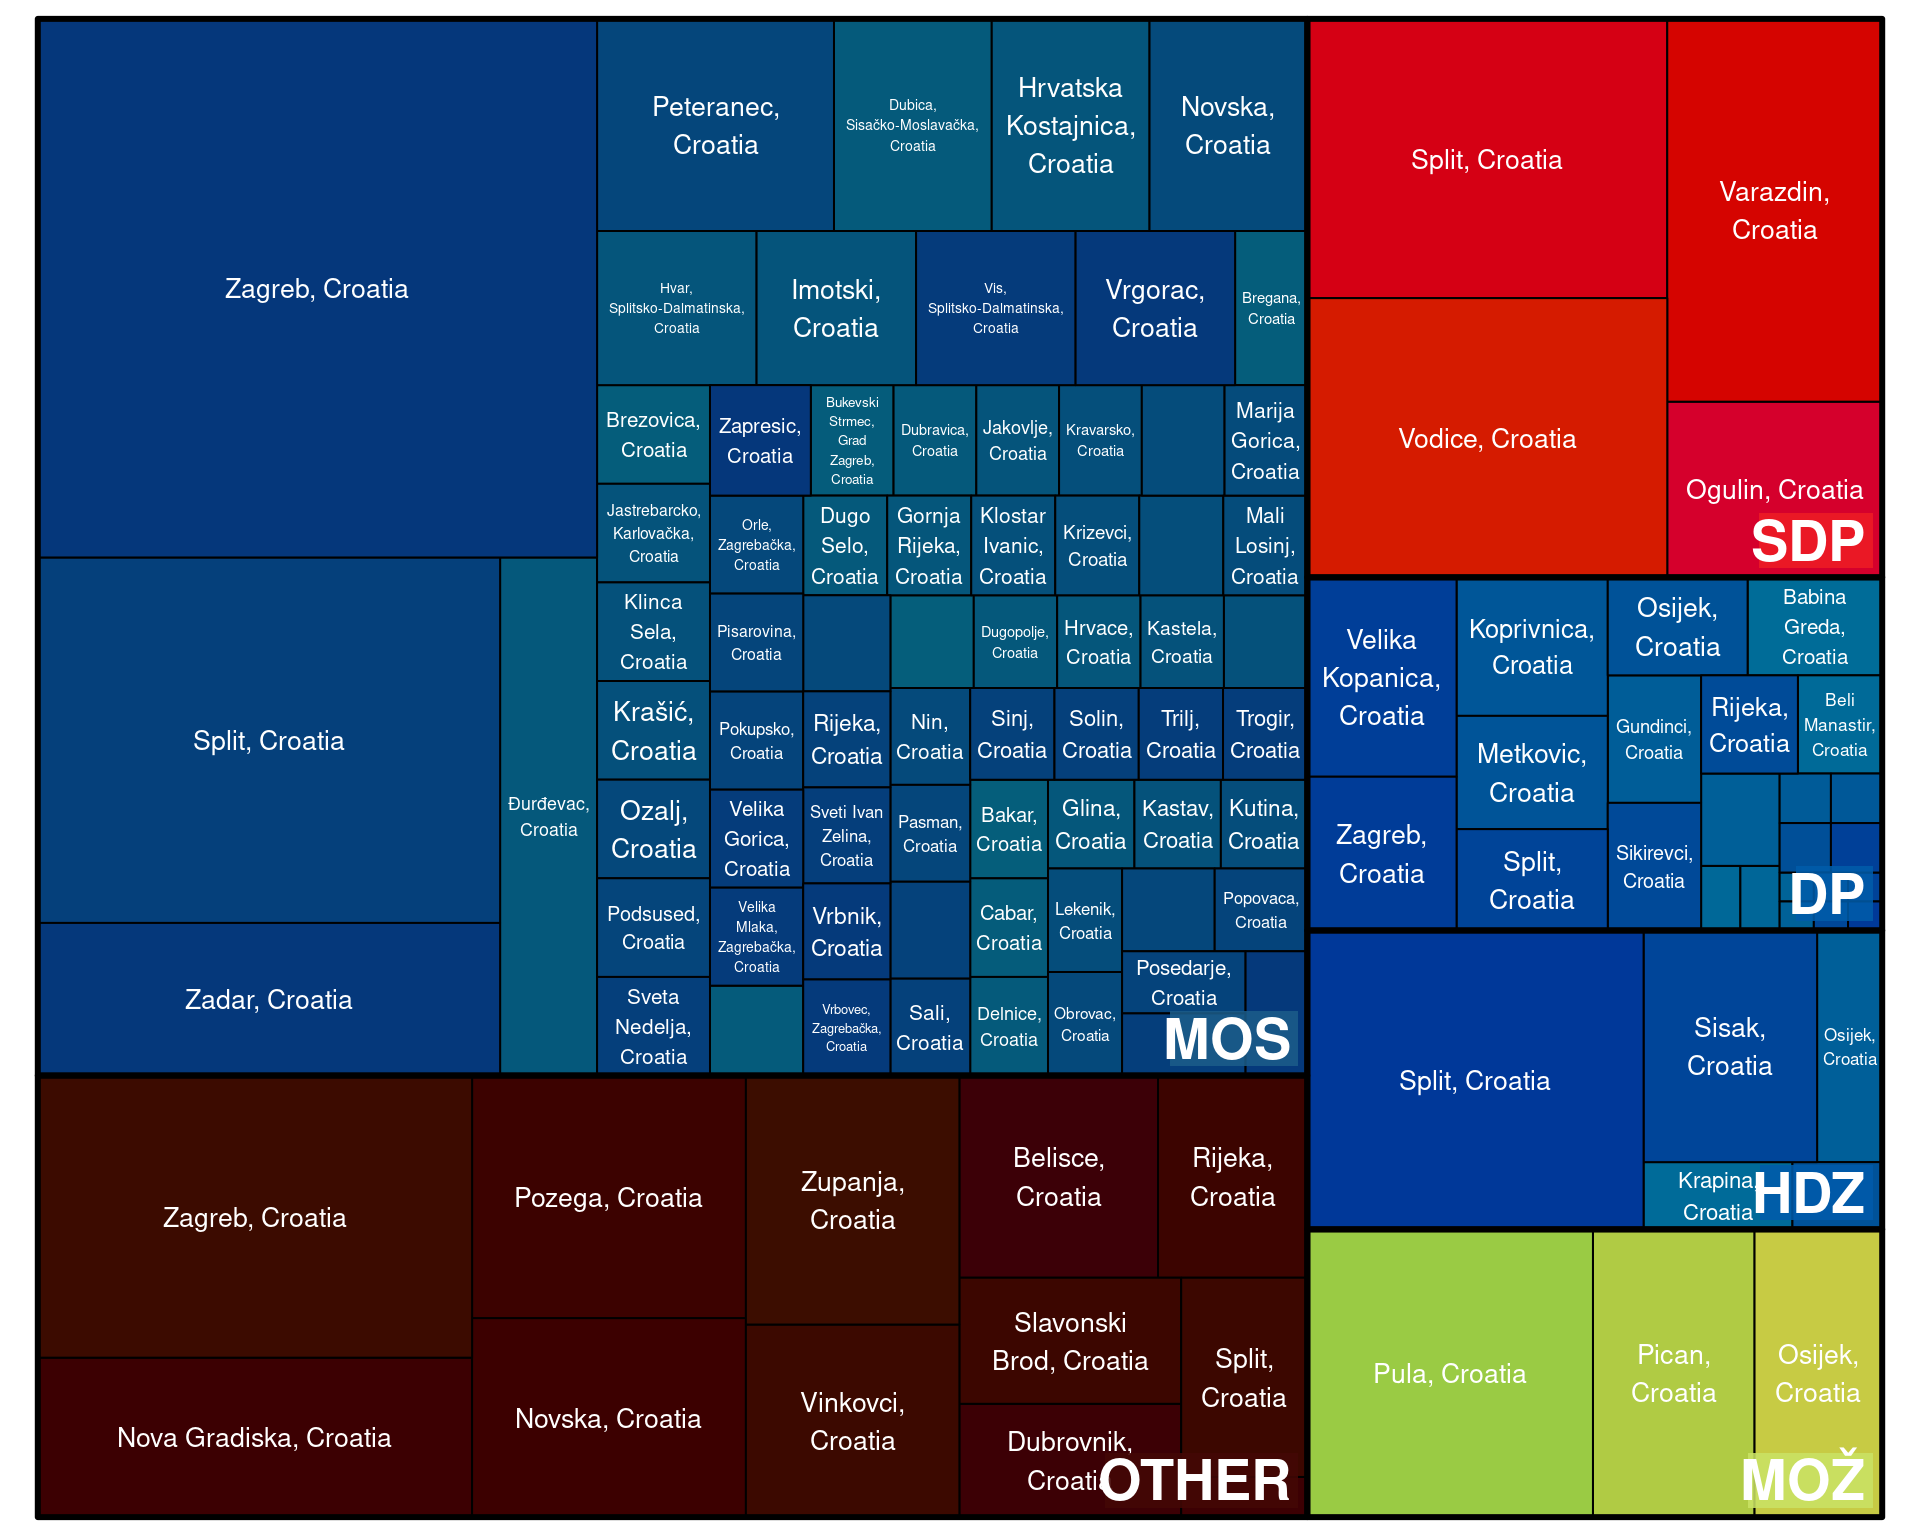 Zagreb, Croatia
Split, Croatia
Zadar, Croatia
Đurđevac,
Croatia
Peteranec,
Croatia
Dubica,
Sisačko-Moslavačka,
Croatia
Hrvatska
Kostajnica,
Croatia
Novska,
Croatia
Hvar,
Splitsko-Dalmatinska,
Croatia
Imotski,
Croatia
Vis,
Splitsko-Dalmatinska,
Croatia
Vrgorac,
Croatia
Bregana,
Croatia
Brezovica,
Croatia
Zapresic,
Croatia
Bukevski
Strmec,
Grad
Zagreb,
Croatia
Dubravica,
Croatia
Jakovlje,
Croatia
Kravarsko,
Croatia
Marija
Gorica,
Croatia
Jastrebarcko,
Karlovačka,
Croatia
Orle,
Zagrebačka,
Croatia
Dugo
Selo,
Croatia
Gornja
Rijeka,
Croatia
Klostar
Ivanic,
Croatia
Krizevci,
Croatia
Mali
Losinj,
Croatia
Klinca
Sela,
Croatia
Pisarovina,
Croatia
Dugopolje,
Croatia
Hrvace,
Croatia
Kastela,
Croatia
Krašić,
Croatia
Pokupsko,
Croatia
Rijeka,
Croatia
Nin,
Croatia
Sinj,
Croatia
Solin,
Croatia
Trilj,
Croatia
Trogir,
Croatia
Ozalj,
Croatia
Velika
Gorica,
Croatia
Sveti Ivan
Zelina,
Croatia
Pasman,
Croatia
Bakar,
Croatia
Glina,
Croatia
Kastav,
Croatia
Kutina,
Croatia
Podsused,
Croatia
Velika
Mlaka,
Zagrebačka,
Croatia
Vrbnik,
Croatia
Cabar,
Croatia
Lekenik,
Croatia
Popovaca,
Croatia
Sveta
Nedelja,
Croatia
Vrbovec,
Zagrebačka,
Croatia
Sali,
Croatia
Delnice,
Croatia
Obrovac,
Croatia
Posedarje,
Croatia
MOS
Zagreb, Croatia
Nova Gradiska, Croatia
Pozega, Croatia
Novska, Croatia
Zupanja,
Croatia
Vinkovci,
Croatia
Belisce,
Croatia
Rijeka,
Croatia
Slavonski
Brod, Croatia
Split,
Croatia
Dubrovnik,
Croatia
OTHER
Split, Croatia
Vodice, Croatia
Varazdin,
Croatia
Ogulin, Croatia
SDP
Velika
Kopanica,
Croatia
Zagreb,
Croatia
Koprivnica,
Croatia
Metkovic,
Croatia
Split,
Croatia
Osijek,
Croatia
Babina
Greda,
Croatia
Gundinci,
Croatia
Rijeka,
Croatia
Beli
Manastir,
Croatia
Sikirevci,
Croatia
DP
Split, Croatia
Sisak,
Croatia
Osijek,
Croatia
Krapina,
Croatia
HDZ
Pula, Croatia
Pican,
Croatia
Osijek,
Croatia
MOŽ